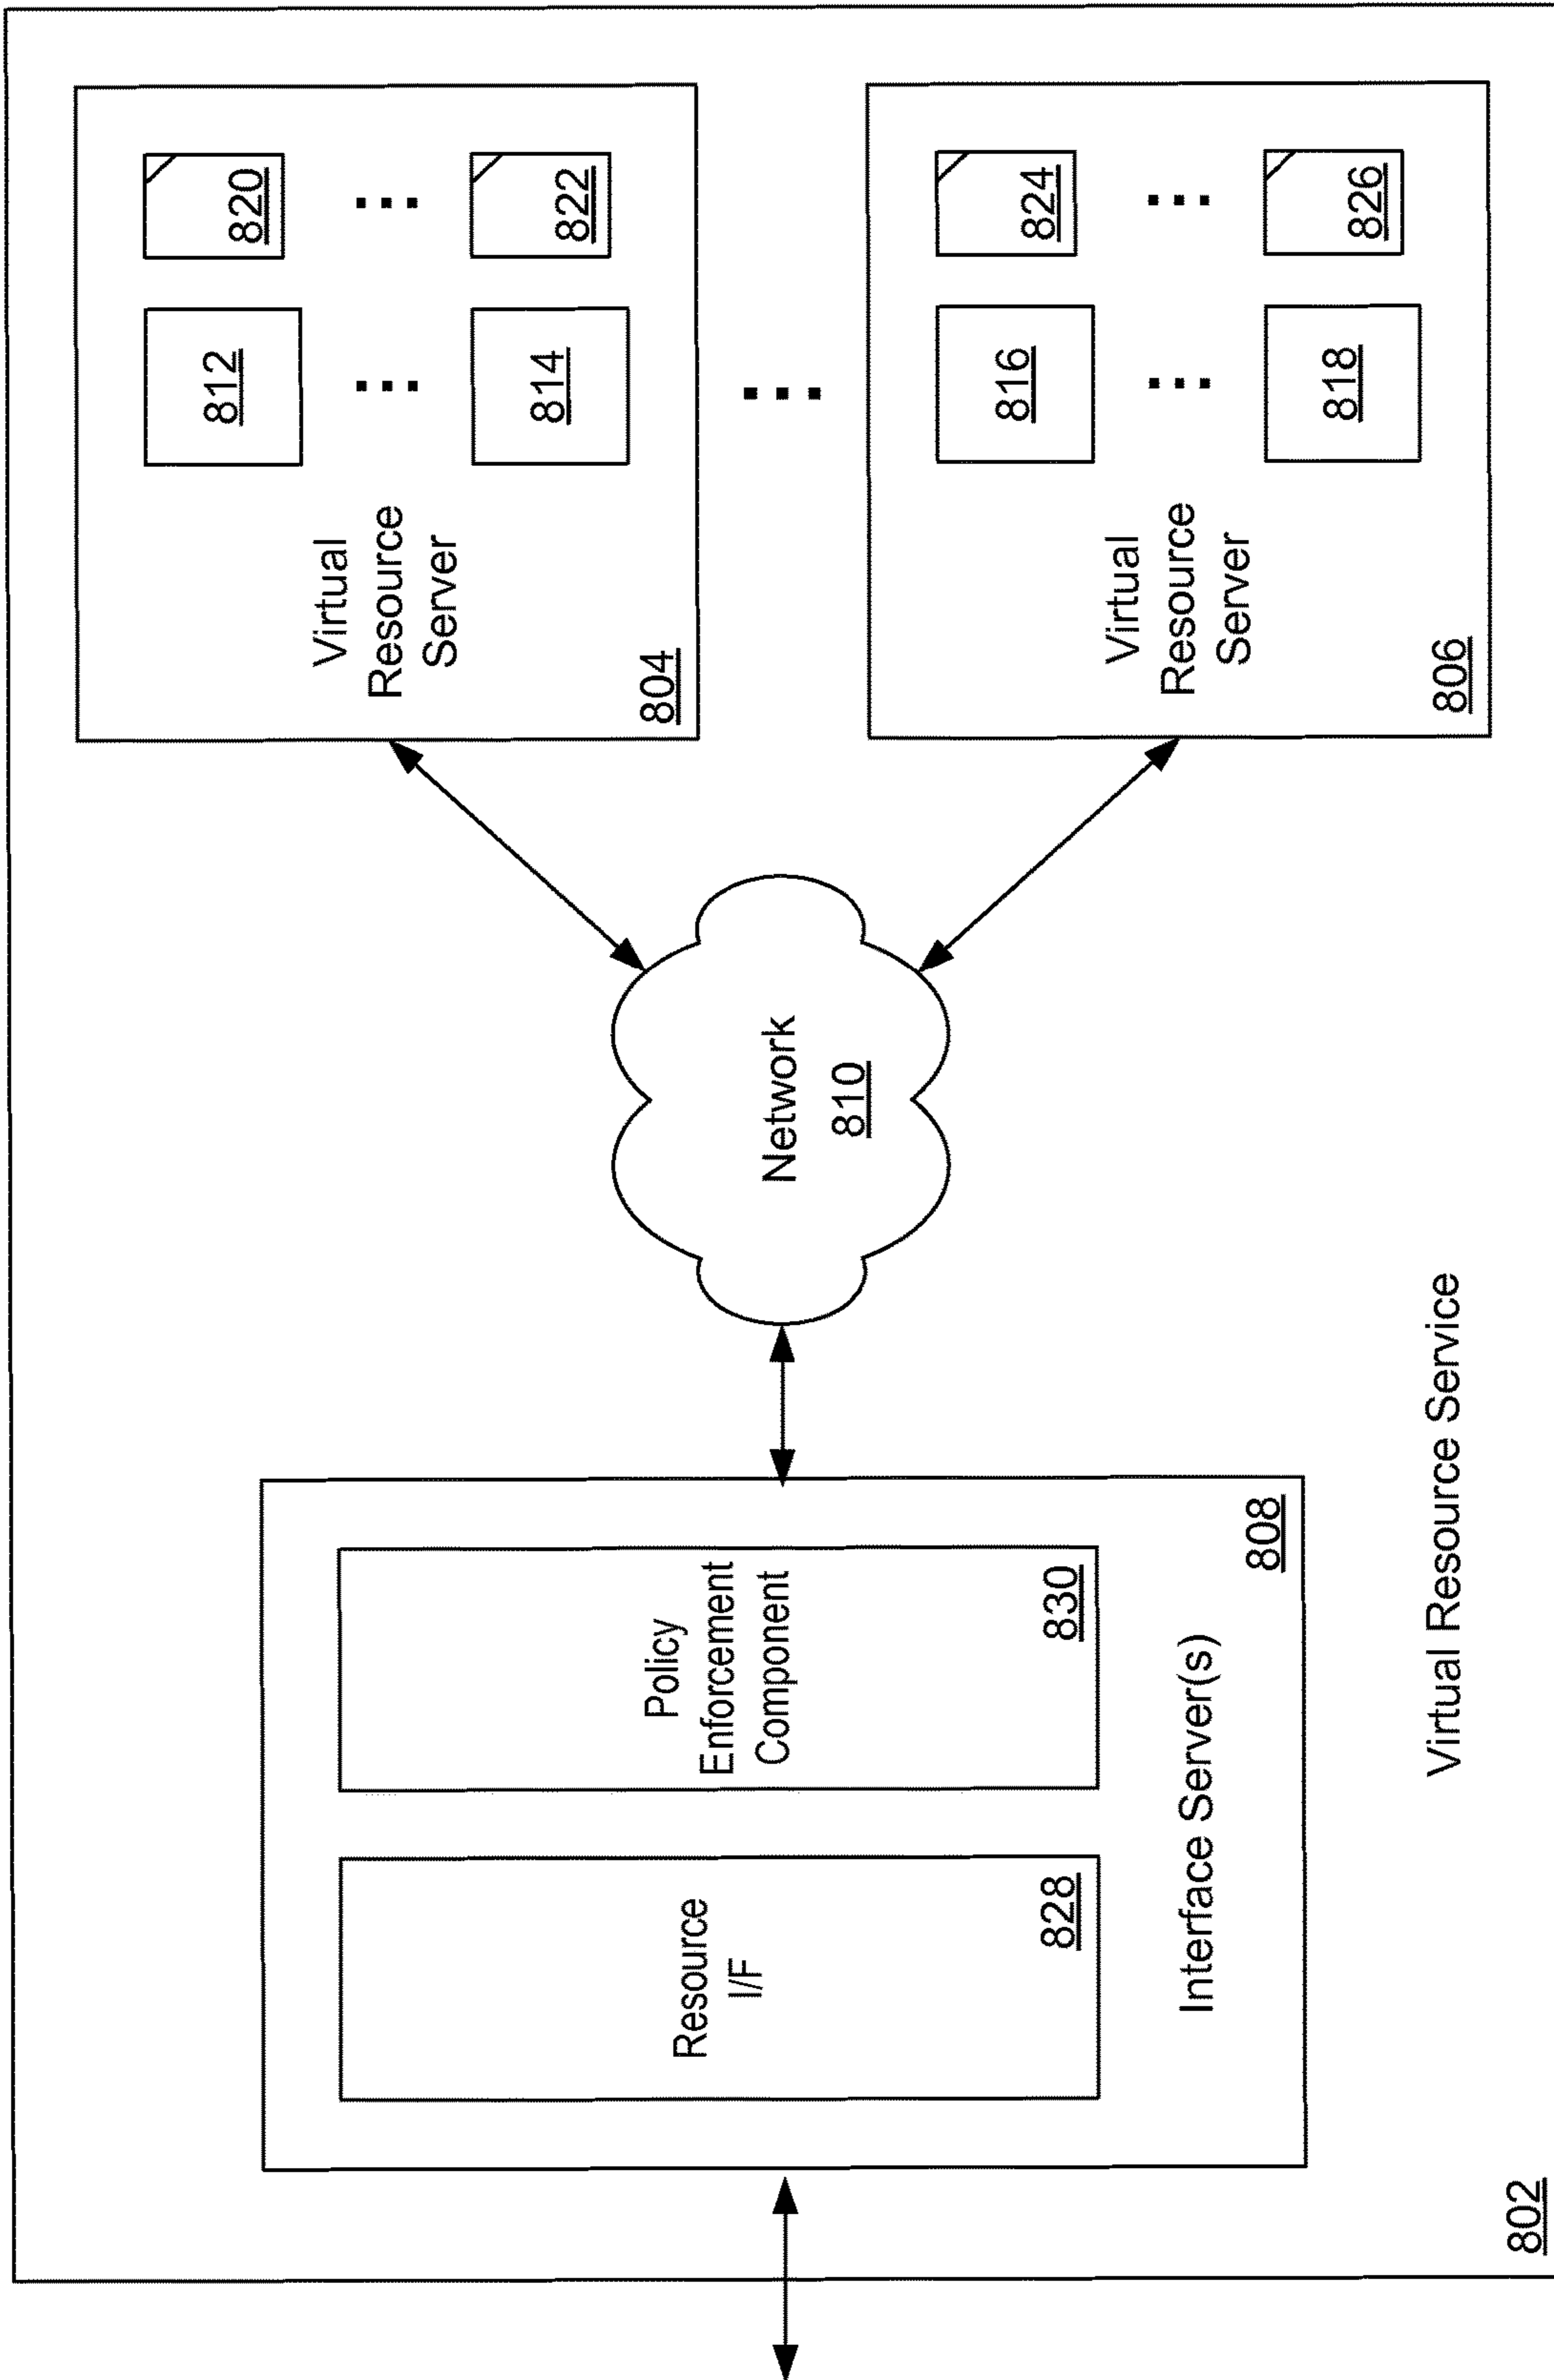 Resource
I/F
828
Policy
Enforcement
Component
830
Interface Server(s)
808
Network
810
Virtual
Resource
Server
804
812
820
814
822
Virtual
Resource
Server
806
816
824
818
826
Virtual Resource Service
802